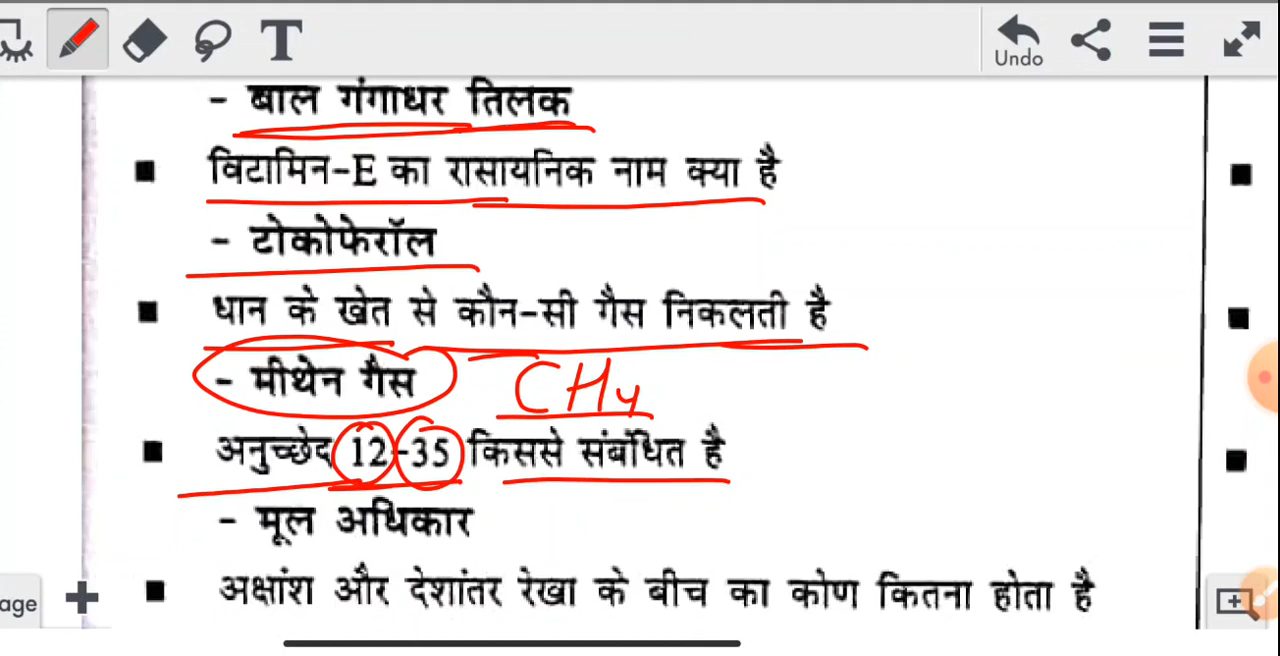 T
Undo
- बाल गंगाधर तिलक
■ विटामिन-E का रासायनिक नाम क्या है
- टोकोफेरॉल
■ धान के खेत से कौन-सी गैस निकलती है
- मीथेन गैस CH4
■ अनुच्छेद 12-35 किससे संबंधित है
- मूल अधिकार
■ अक्षांश और देशांतर रेखा के बीच का कोण कितना होता है
age